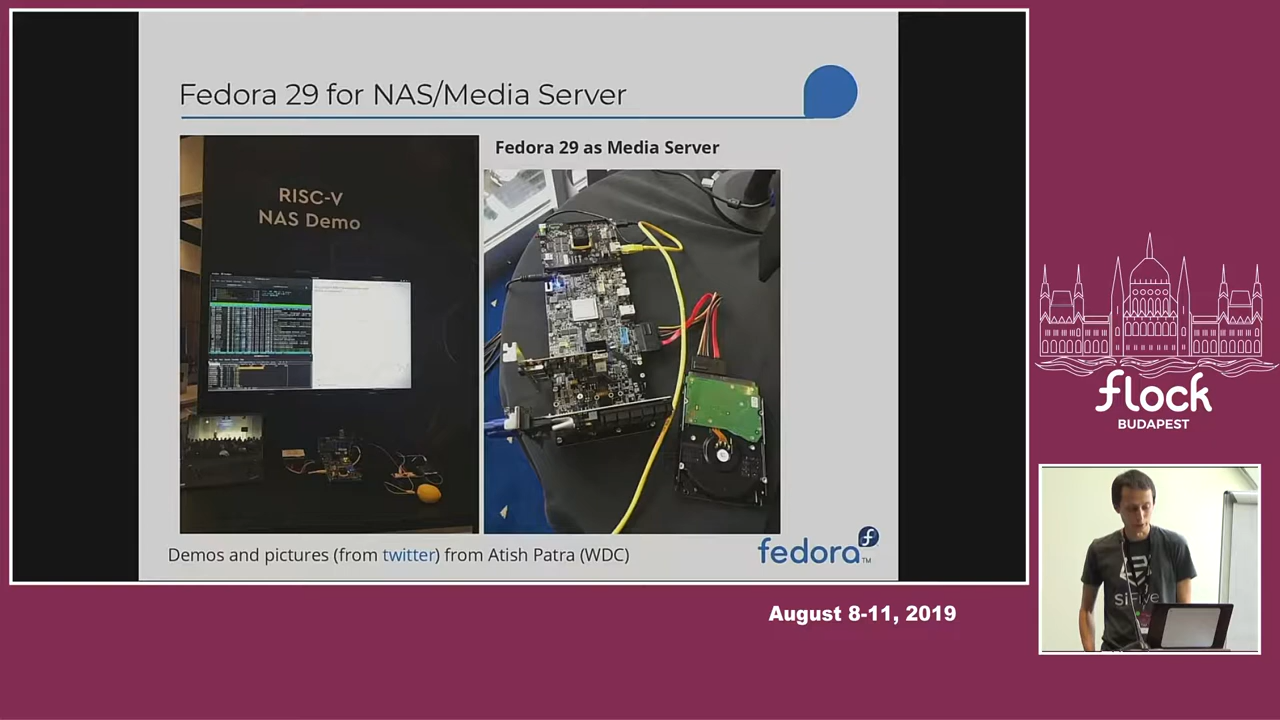 Fedora 29 for NAS/Media Server
RISC-V
NAS Demo
Fedora 29 as Media Server
Demos and pictures (from twitter) from Atish Patra (WDC)
fedora™
flock
BUDAPEST
SiFive
August 8-11, 2019